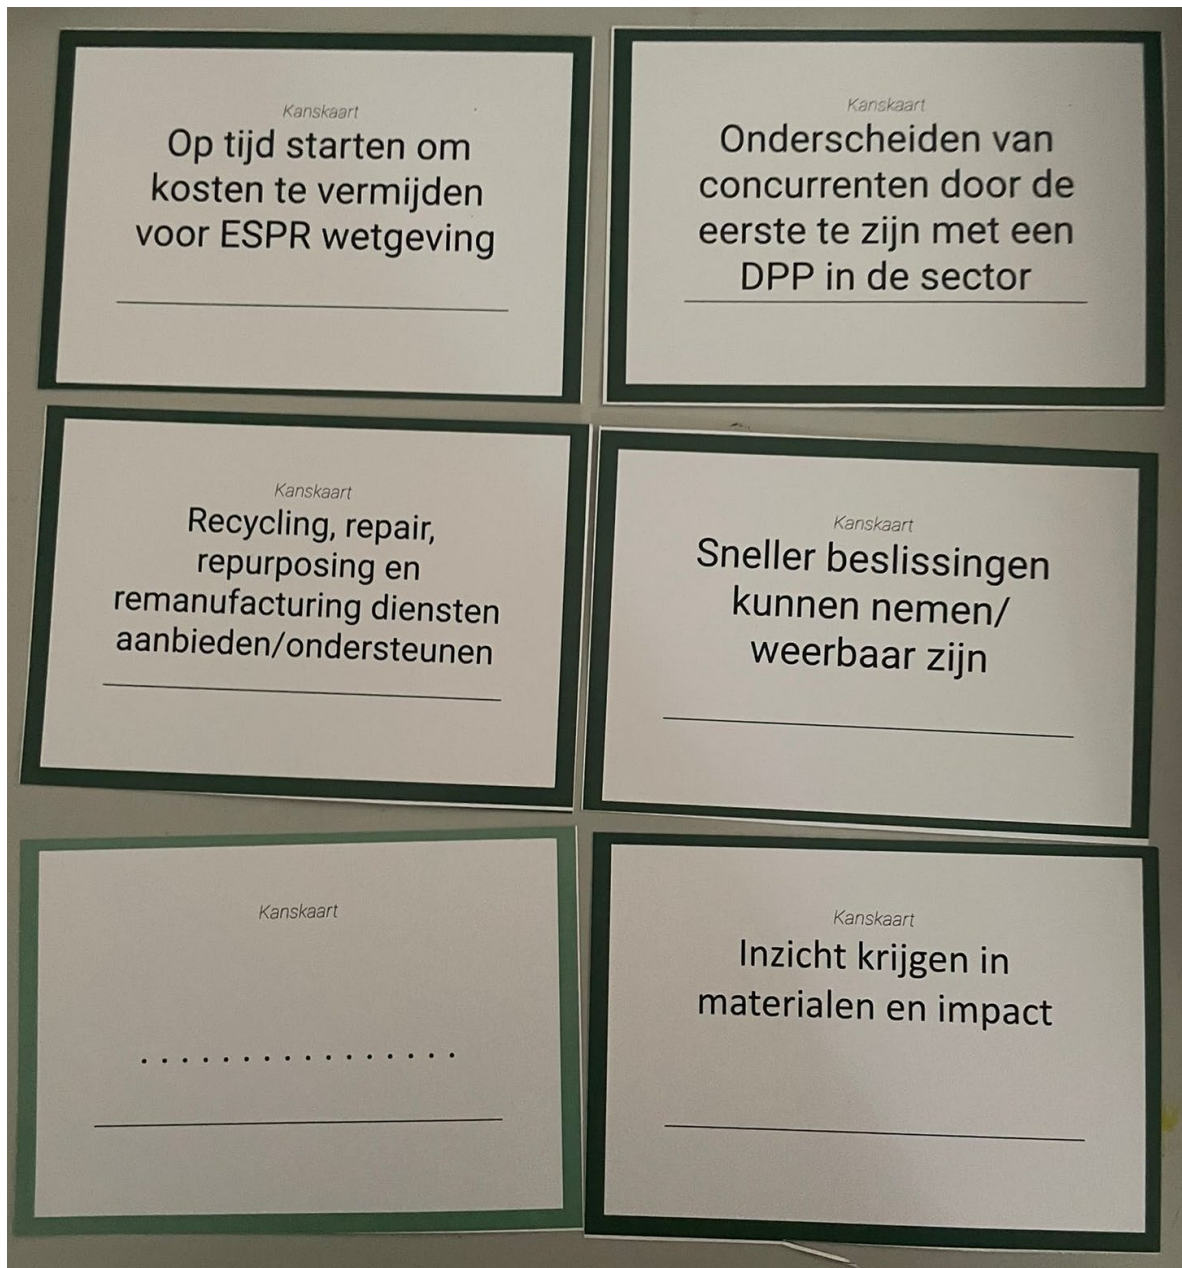 Kanskaart
Op tijd starten om
kosten te vermijden
voor ESPR wetgeving
Kanskaart
Onderscheiden van
concurrenten door de
eerste te zijn met een
DPP in de sector
Kanskaart
Recycling, repair,
repurposing en
remanufacturing diensten
aanbieden/ondersteunen
Kanskaart
Sneller beslissingen
kunnen nemen/
weerbaar zijn
Kanskaart
................
Kanskaart
Inzicht krijgen in
materialen en impact